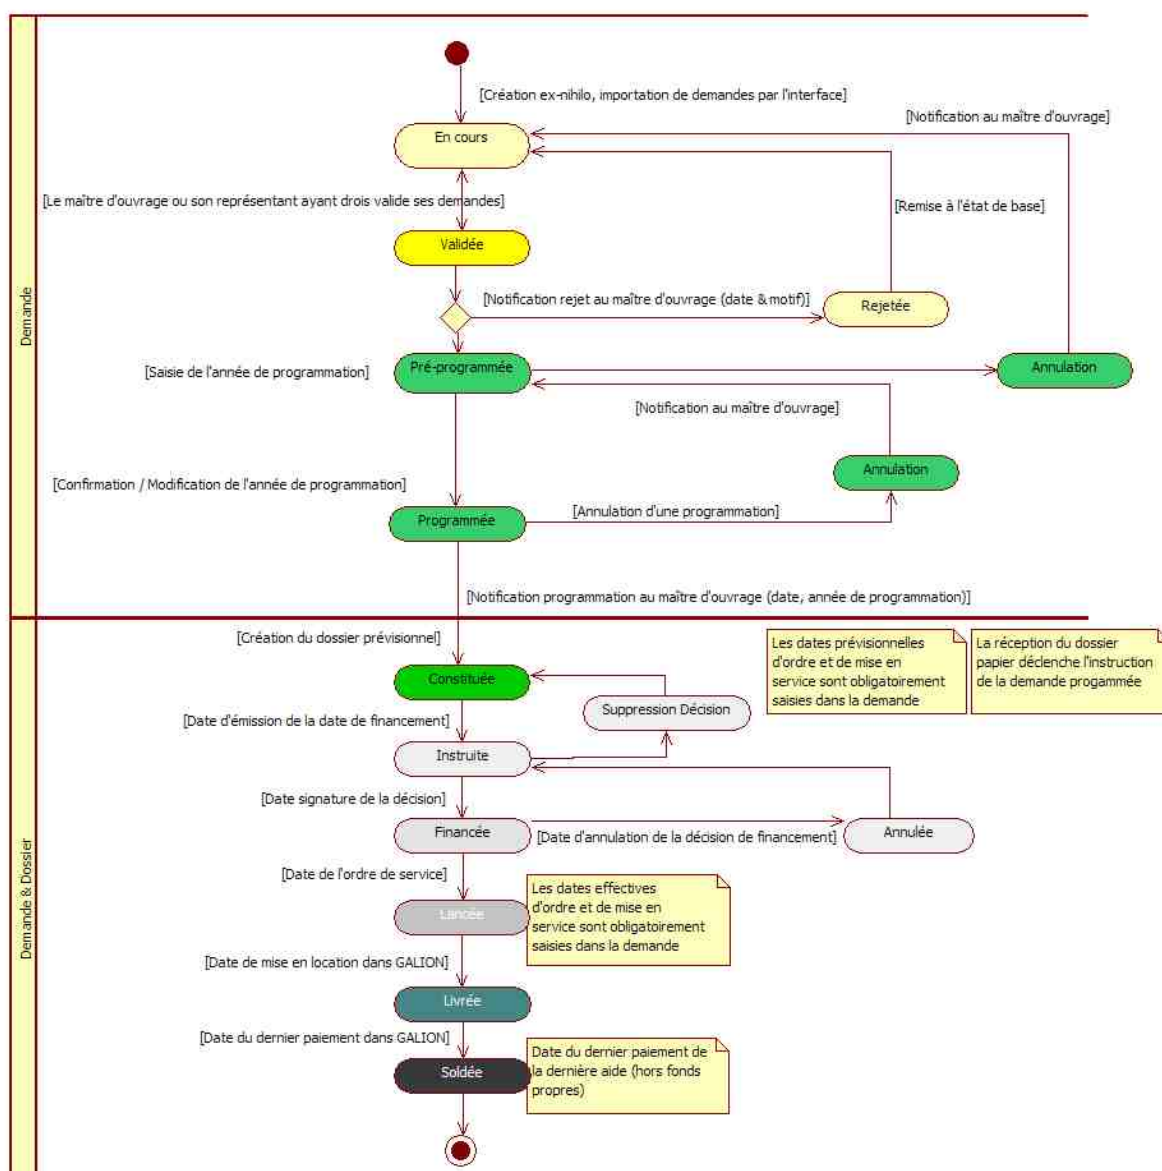 [Création ex-nihilo, importation de demandes par l'interface]
[Notification au maître d'ouvrage]
En cours
[Le maître d'ouvrage ou son représentant ayant drois valide ses demandes]
[Remise à l'état de base]
Validée
[Notification rejet au maître d'ouvrage (date & motif)]
Rejetée
Demande
[Saisie de l'année de programmation]
Pré-programmée
Annulation
[Notification au maître d'ouvrage]
Annulation
[Confirmation / Modification de l'année de programmation]
Programmée
[Annulation d'une programmation]
[Notification programmation au maître d'ouvrage (date, année de programmation)]
[Création du dossier prévisionnel]
Les dates prévisionnelles
d'ordre et de mise en
service sont obligatoirement
saisies dans la demande
La réception du dossier
papier déclenche l'instruction
de la demande progammée
Constituée
Suppression Décision
[Date d'émission de la date de financement]
Instruite
[Date signature de la décision]
Financée
[Date d'annulation de la décision de financement]
Annulée
Demande & Dossier
[Date de l'ordre de service]
Lancée
Les dates effectives
d'ordre et de mise en
service sont obligatoirement
saisies dans la demande
[Date de mise en location dans GALION]
Livrée
[Date du dernier paiement dans GALION]
Soldée
Date du dernier paiement de
la dernière aide (hors fonds
propres)